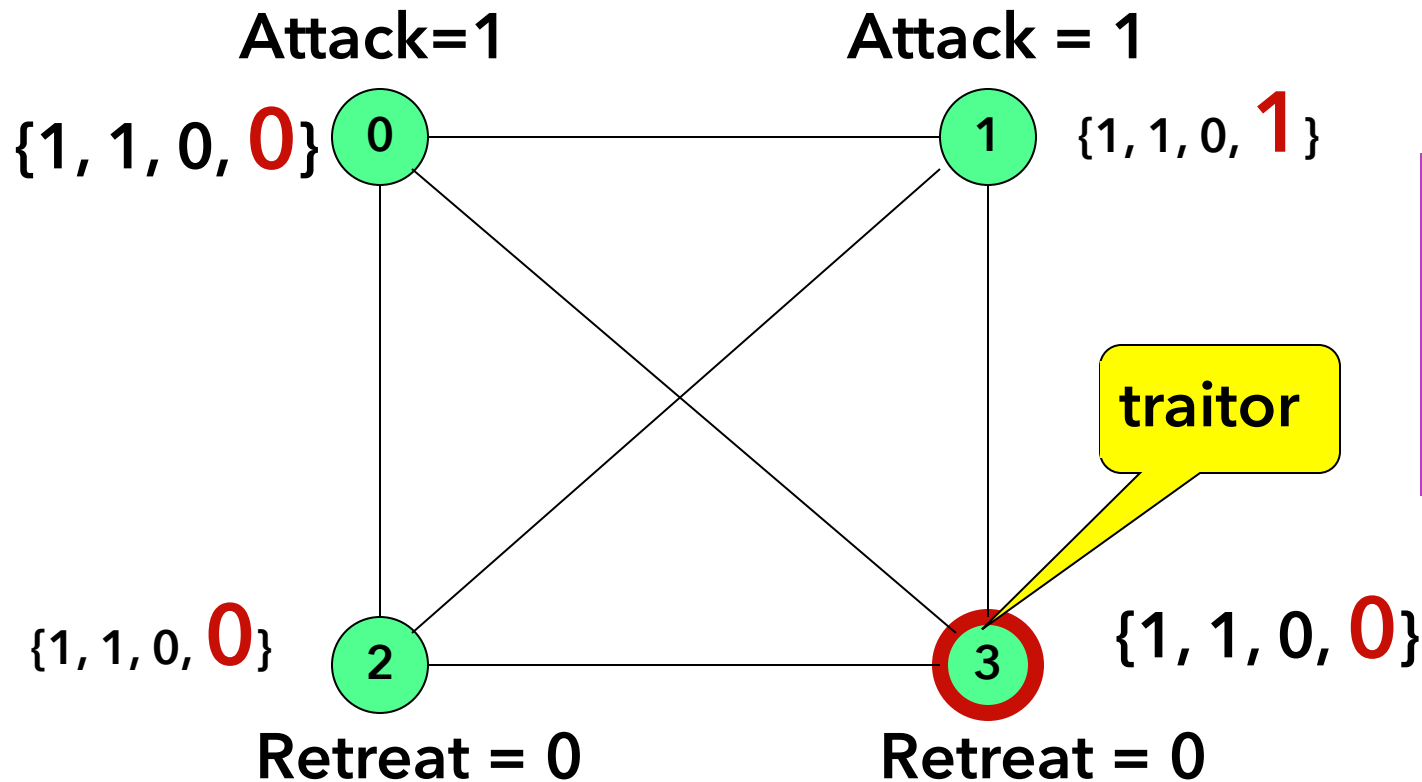 Attack=1
Attack = 1
{1, 1, 0, 0}
0
1
{1, 1, 0, 1}
traitor
{1, 1, 0, 0}
2
3
{1, 1, 0, 0}
Retreat = 0
Retreat = 0